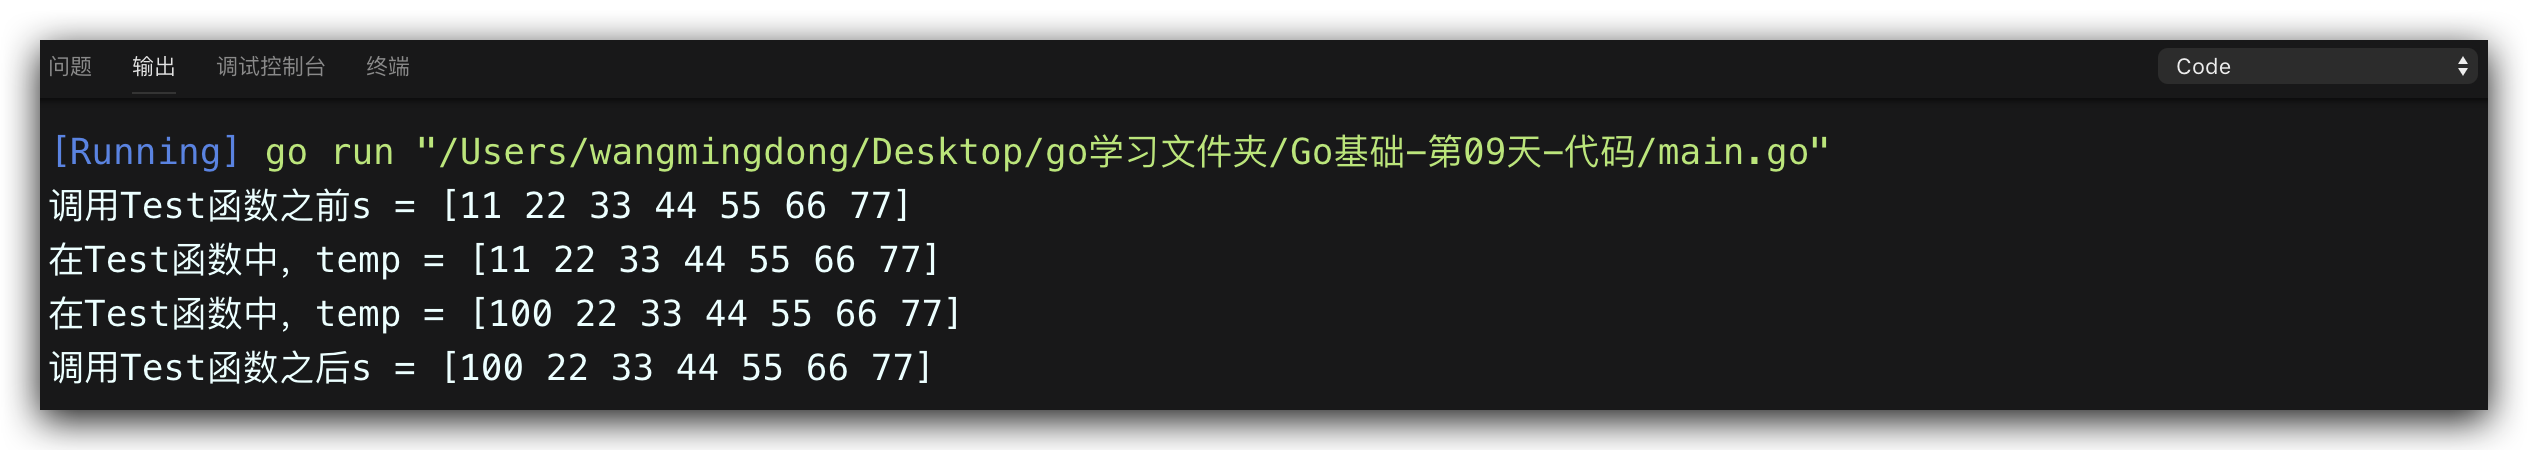 问题 输出 调试控制台 终端 Code
[Running] go run "/Users/wangmingdong/Desktop/go学习文件夹/Go基础-第09天-代码/main.go"
调用Test函数之前s = [11 22 33 44 55 66 77]
在Test函数中，temp = [11 22 33 44 55 66 77]
在Test函数中，temp = [100 22 33 44 55 66 77]
调用Test函数之后s = [100 22 33 44 55 66 77]